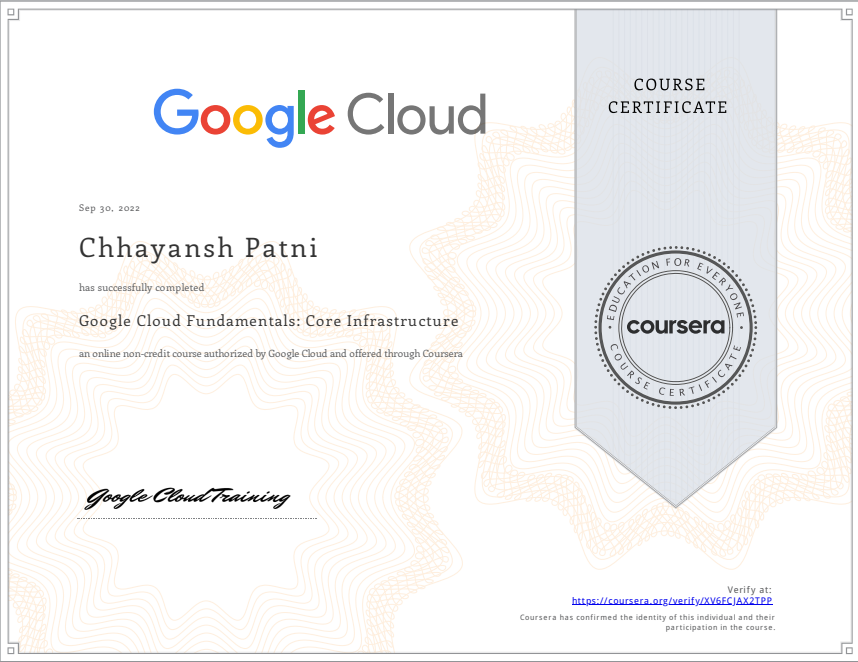 Google Cloud
COURSE
CERTIFICATE
Sep 30, 2022
Chhayansh Patni
has successfully completed
Google Cloud Fundamentals: Core Infrastructure
an online non-credit course authorized by Google Cloud and offered through Coursera
EDUCATION FOR EVERYONE
coursera
COURSE CERTIFICATE
Google Cloud Training
Verify at:
https://coursera.org/verify/XV6FCJAX2TPP
Coursera has confirmed the identity of this individual and their
participation in the course.